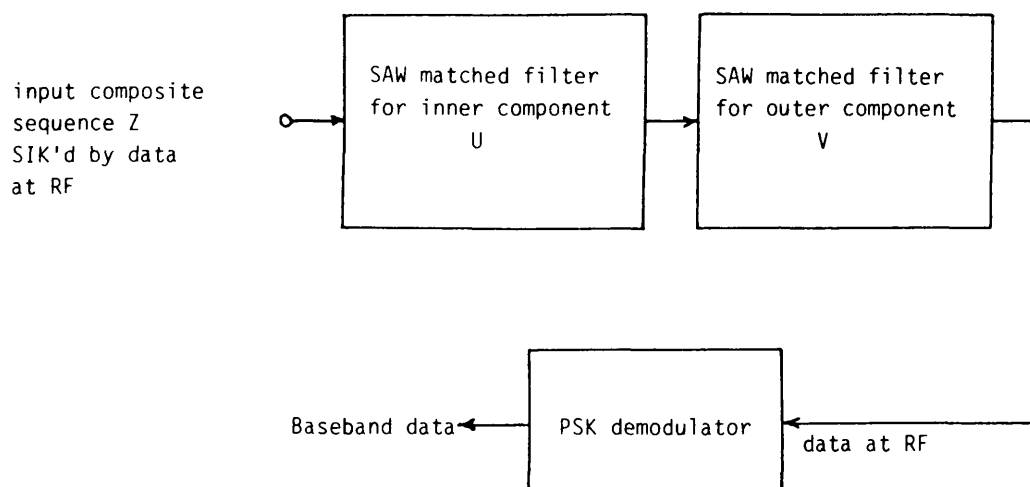 input composite
sequence Z
SIK'd by data
at RF
SAW matched filter
for inner component
U
SAW matched filter
for outer component
V
Baseband data
PSK demodulator
data at RF